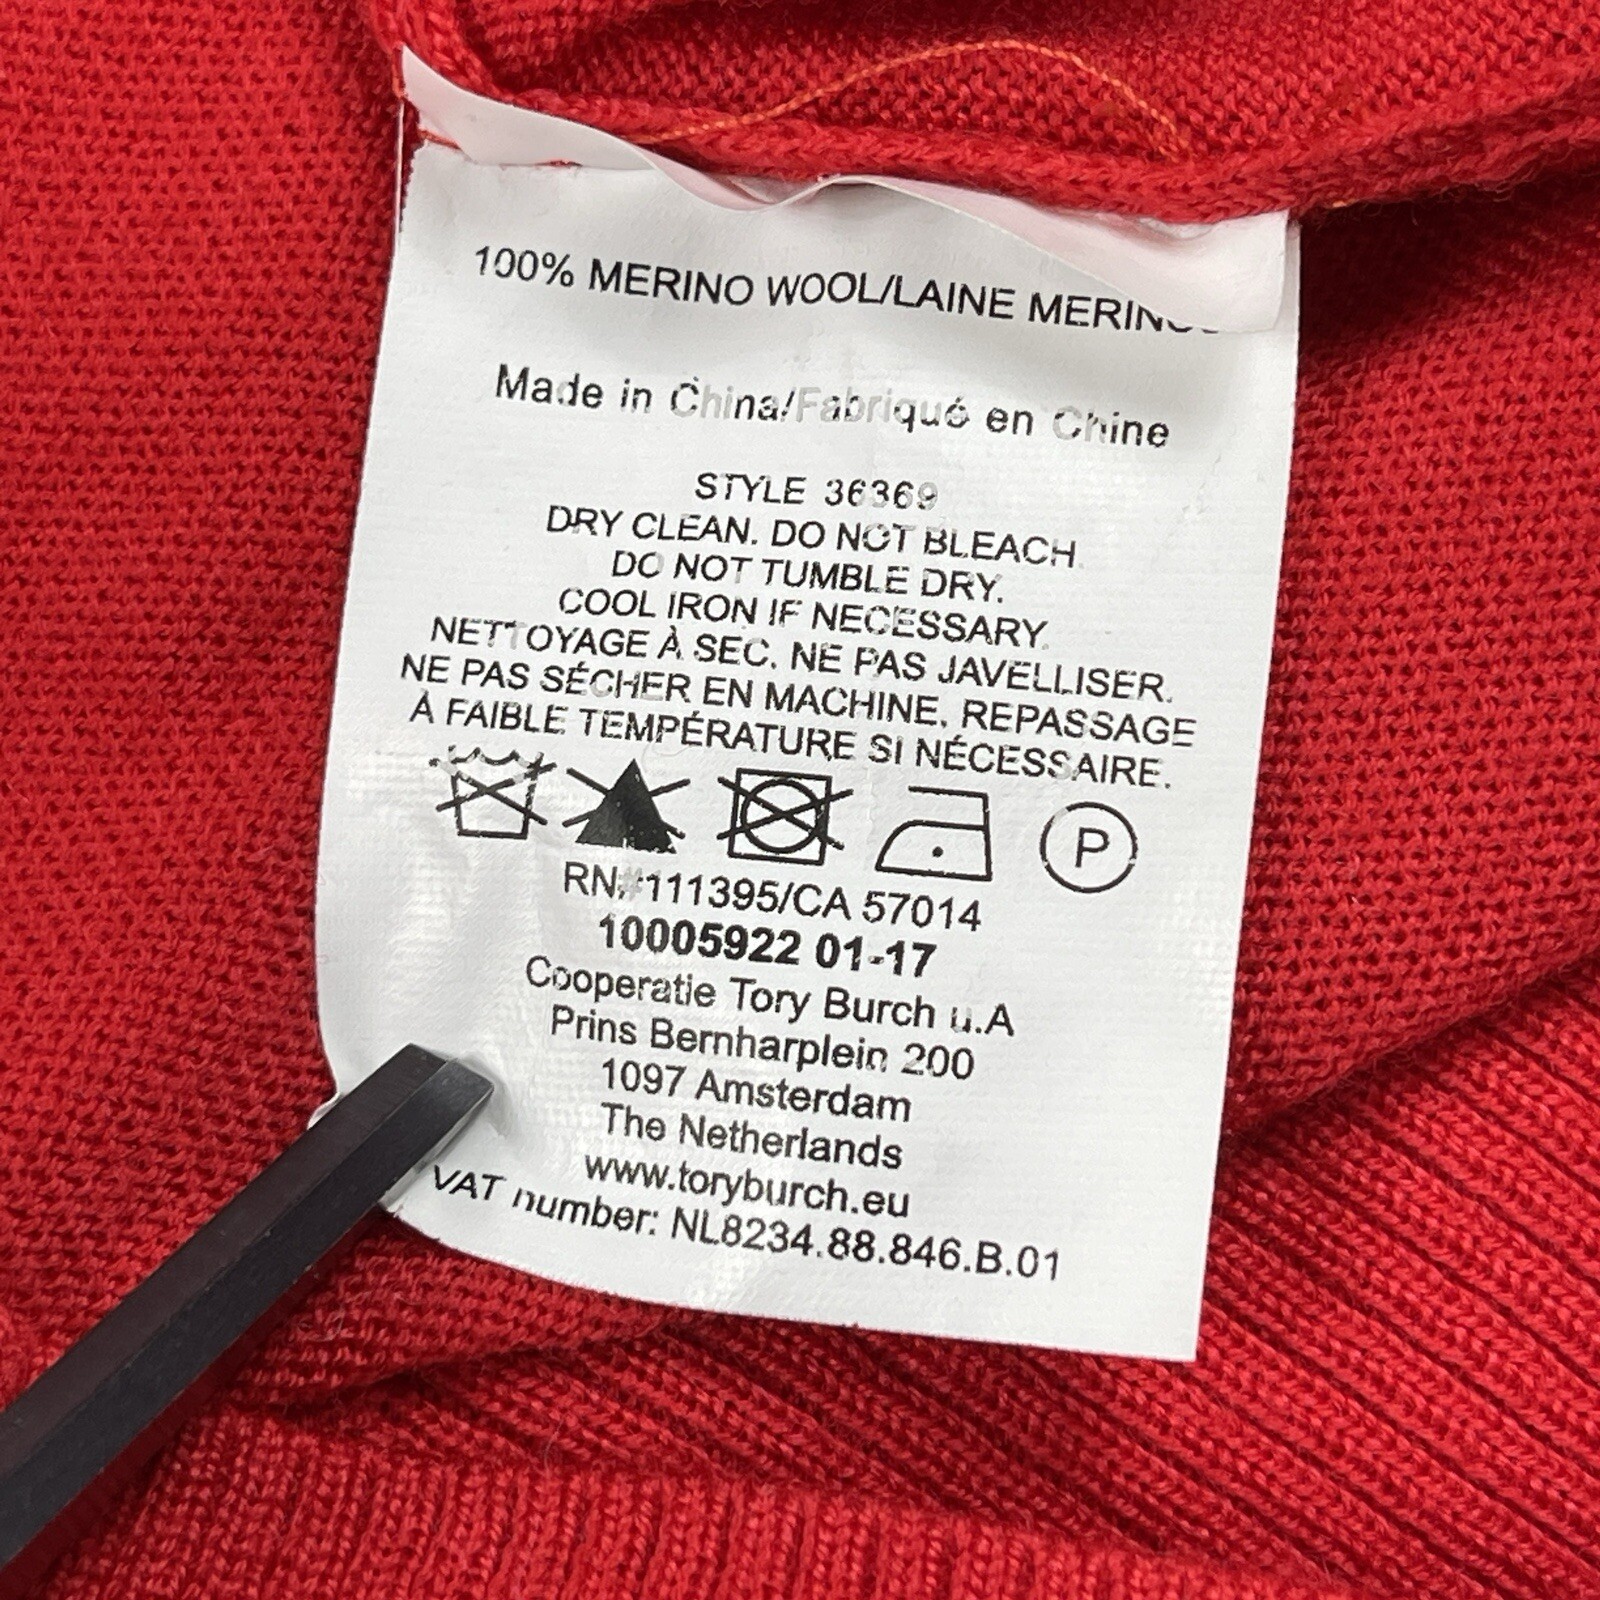 100% MERINO WOOL/LAINE MERINOS
Made in China/Fabriqué en Chine
STYLE 36369
DRY CLEAN. DO NOT BLEACH.
DO NOT TUMBLE DRY.
COOL IRON IF NECESSARY.
NETTOYAGE À SEC. NE PAS JAVELLISER.
NE PAS SÉCHER EN MACHINE. REPASSAGE
À FAIBLE TEMPÉRATURE SI NÉCESSAIRE.
P
RN#111395/CA 57014
10005922 01-17
Cooperatie Tory Burch u.A
Prins Bernharplein 200
1097 Amsterdam
The Netherlands
www.toryburch.eu
VAT number: NL8234.88.846.B.01